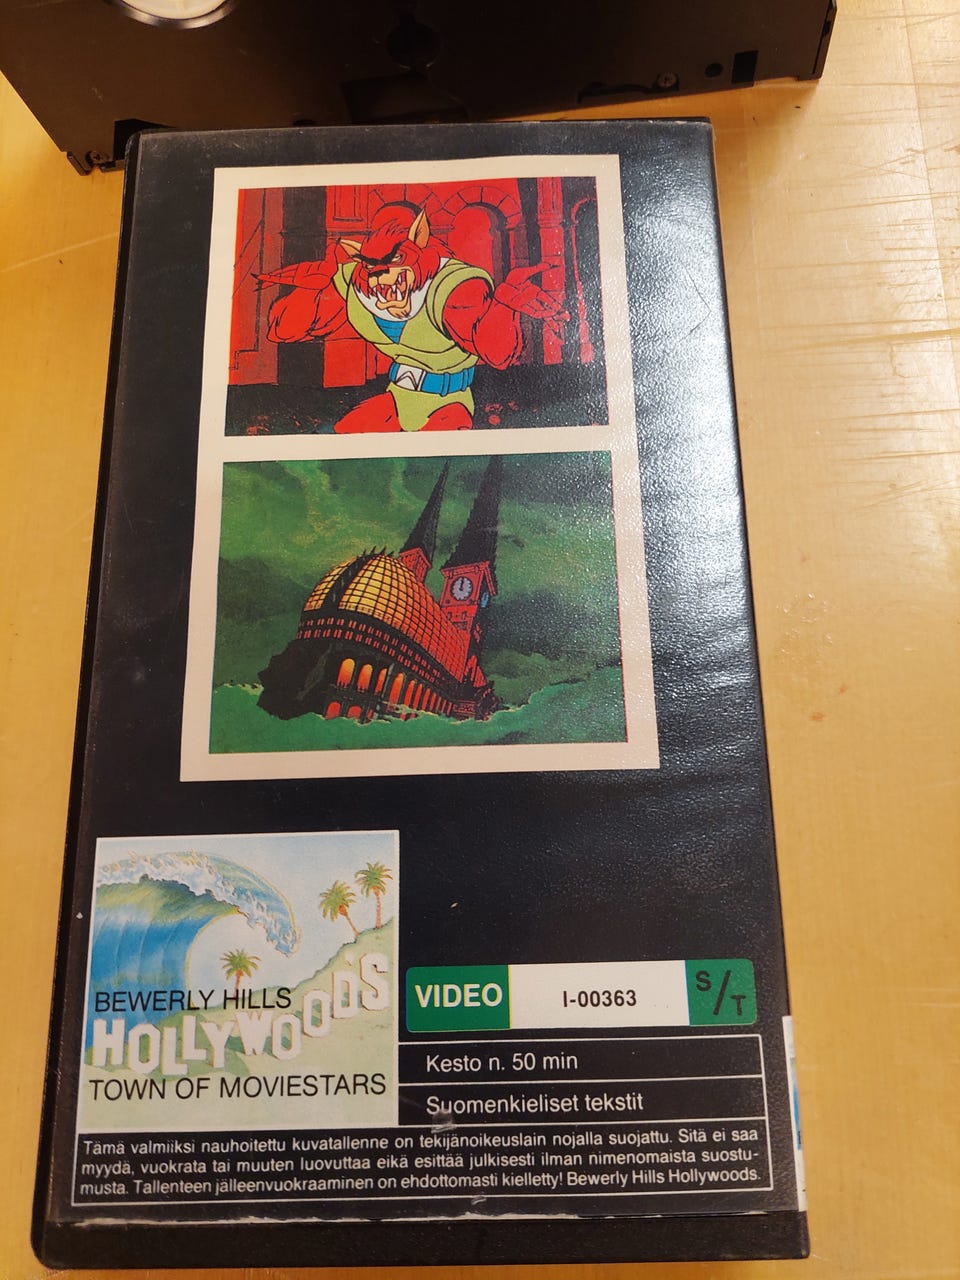 BEWERLY HILLS
HOLLYWOOD'S
TOWN OF MOVIESTARS
VIDEO
I-00363
S/T
Kesto n. 50 min
Suomenkieliset tekstit
Tämä valmiiksi nauhoitettu kuvatallenne on tekijänoikeuslain nojalla suojattu. Sitä ei saa
myydä, vuokrata tai muuten luovuttaa eikä esittää julkisesti ilman nimenomaista suostu-
musta. Tallenteen jälleenvuokraaminen on ehdottomasti kielletty! Bewerly Hills Hollywoods.